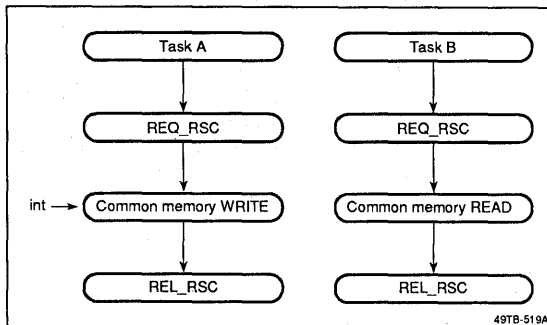 Task A
Task B
REQ_RSC
REQ_RSC
int
Common memory WRITE
Common memory READ
REL_RSC
REL_RSC
49TB-519A